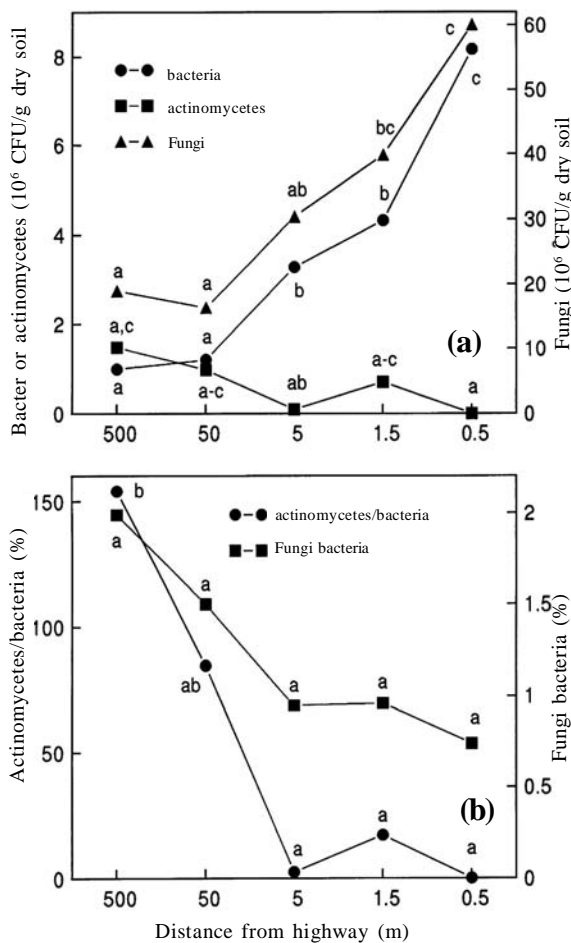 Bacter or actinomycetes (10⁶ CFU/g dry soil
8
6
4
2
0
bacteria
actinomycetes
Fungi
a
a,c
a
a
a
a-c
ab
b
ab
bc
b
a-c
c
c
a
(a)
60
50
40
30
20
10
0
Fungi (10⁶ CFU/g dry soil
500 50 5 1.5 0.5
Actinomycetes/bacteria (%)
150
100
50
0
actinomycetes/bacteria
Fungi bacteria
b
a
a
ab
a
a
a
a
a
a
(b)
2
1.5
1
0.5
0
Fungi bacteria (%)
500 50 5 1.5 0.5
Distance from highway (m)